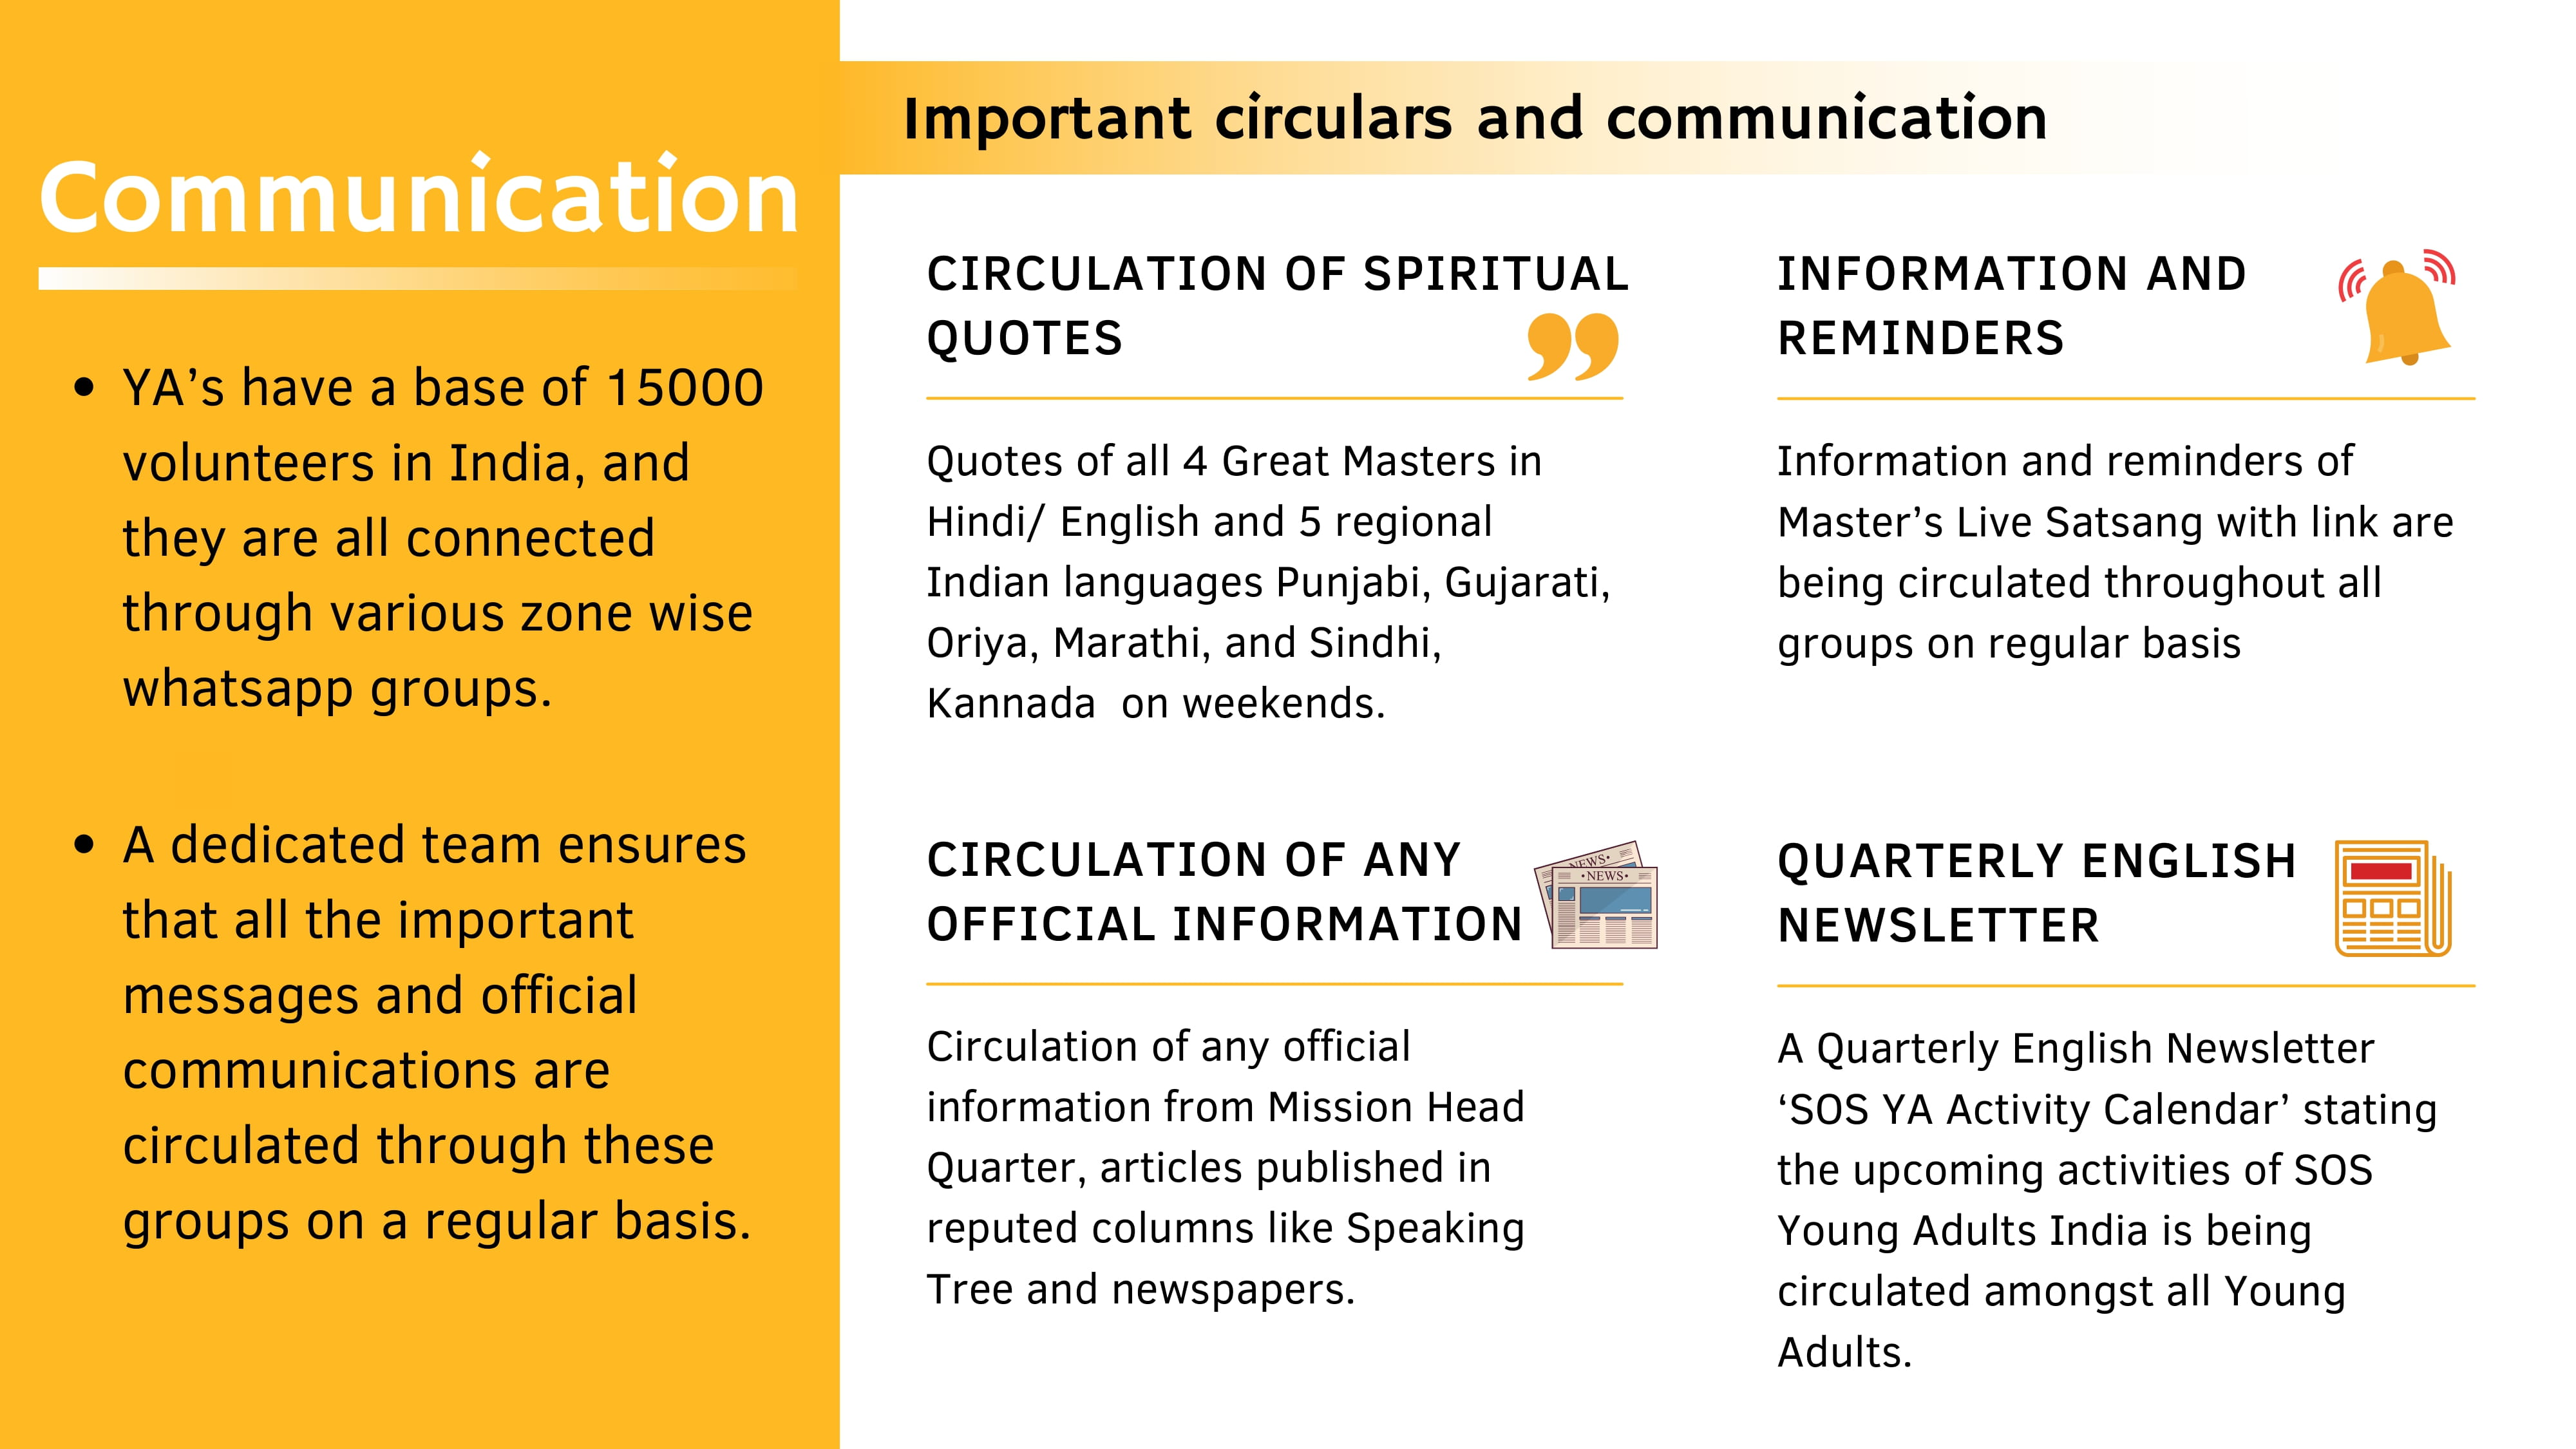 Communication
• YA’s have a base of 15000
volunteers in India, and
they are all connected
through various zone wise
whatsapp groups.
• A dedicated team ensures
that all the important
messages and official
communications are
circulated through these
groups on a regular basis.
Important circulars and communication
CIRCULATION OF SPIRITUAL
QUOTES
Quotes of all 4 Great Masters in
Hindi/ English and 5 regional
Indian languages Punjabi, Gujarati,
Oriya, Marathi, and Sindhi,
Kannada  on weekends.
INFORMATION AND
REMINDERS
Information and reminders of
Master’s Live Satsang with link are
being circulated throughout all
groups on regular basis
CIRCULATION OF ANY
OFFICIAL INFORMATION
NEWS•
•NEWS•
Circulation of any official
information from Mission Head
Quarter, articles published in
reputed columns like Speaking
Tree and newspapers.
QUARTERLY ENGLISH
NEWSLETTER
A Quarterly English Newsletter
‘SOS YA Activity Calendar’ stating
the upcoming activities of SOS
Young Adults India is being
circulated amongst all Young
Adults.